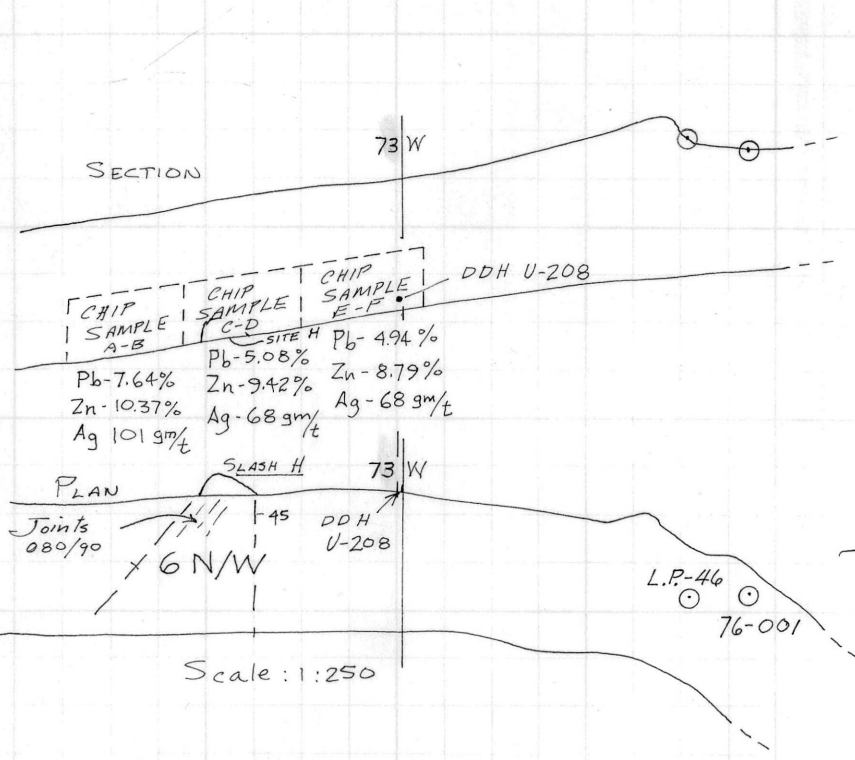 73 W
SECTION
DDH U-208
CHIP
SAMPLE
A-B
CHIP
SAMPLE
C-D
CHIP
SAMPLE
E-F
SITE H
Pb-7.64%
Zn-10.37%
Ag 101 gm/t
Pb-5.08%
Zn-9.42%
Ag-68 gm/t
Pb-4.94%
Zn-8.79%
Ag-68 gm/t
SLASH H
73 W
PLAN
Joints
080/90
45
DDH
U-208
6 N/W
L.P.-46
76-001
Scale: 1:250